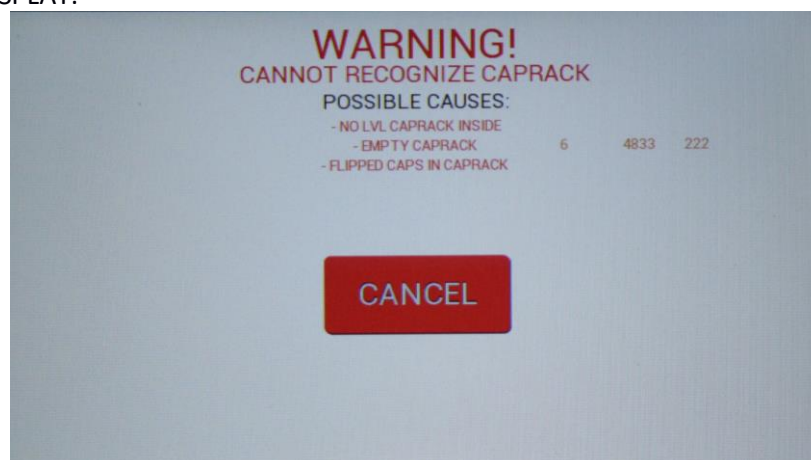 WARNING!
CANNOT RECOGNIZE CAPRACK
POSSIBLE CAUSES:
- NO LVL CAPRACK INSIDE
- EMPTY CAPRACK 6 4833 222
- FLIPPED CAPS IN CAPRACK
CANCEL